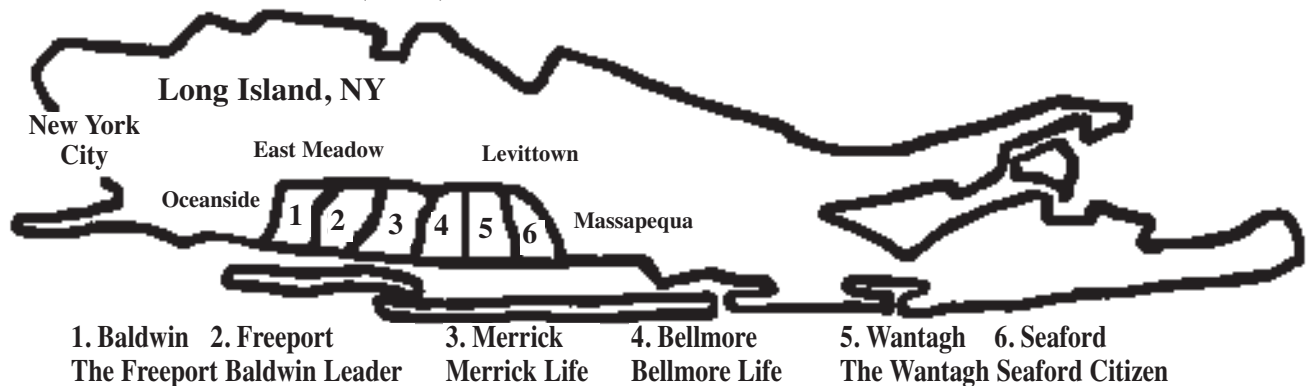 Long Island, NY
New York
City
East Meadow
Levittown
Oceanside
1
2
3
4
5
6
Massapequa
1. Baldwin 2. Freeport 3. Merrick 4. Bellmore 5. Wantagh 6. Seaford
The Freeport Baldwin Leader Merrick Life Bellmore Life The Wantagh Seaford Citizen